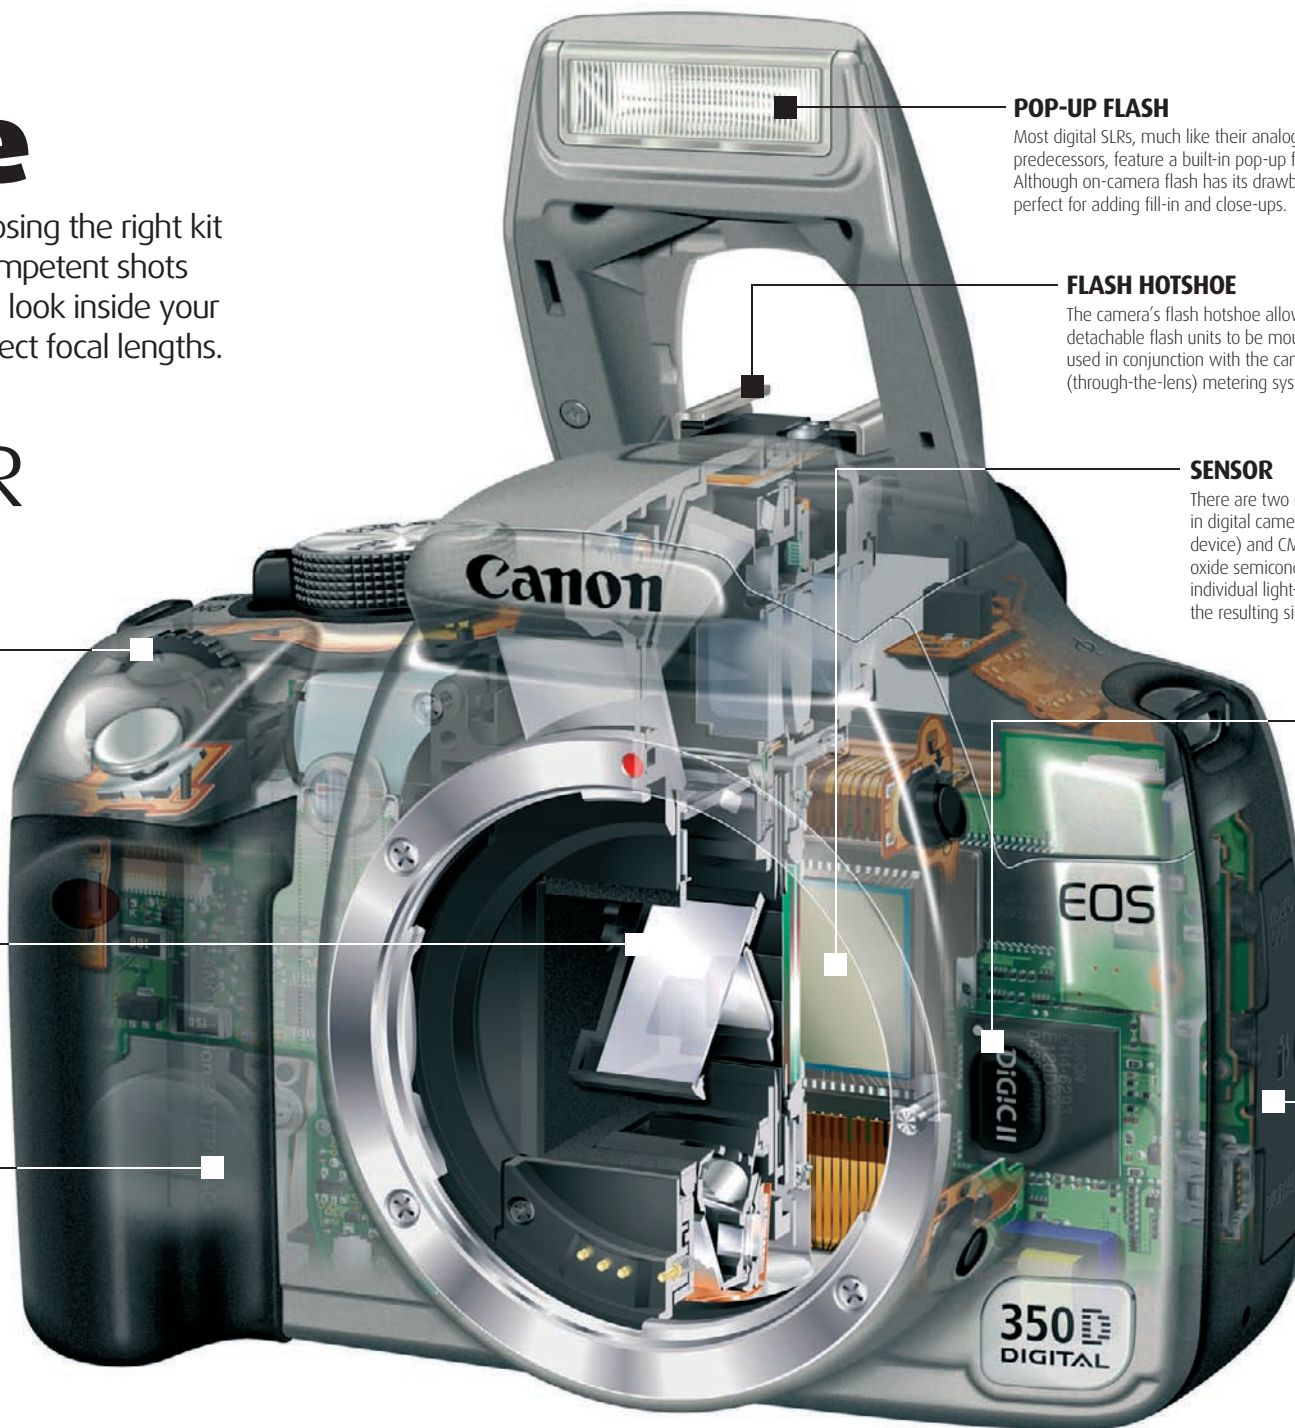 e
osing the right kit
mpetent shots
look inside your
ect focal lengths.
R
POP-UP FLASH
Most digital SLRs, much like their analog
predecessors, feature a built-in pop-up f
Although on-camera flash has its drawb
perfect for adding fill-in and close-ups.
FLASH HOTSHOE
The camera's flash hotshoe allow
detachable flash units to be mou
used in conjunction with the car
(through-the-lens) metering sys
SENSOR
There are two
in digital came
device) and CM
oxide semicon
individual light-
the resulting si
Canon
EOS
CANON
DiGiC II
350D
DIGITAL